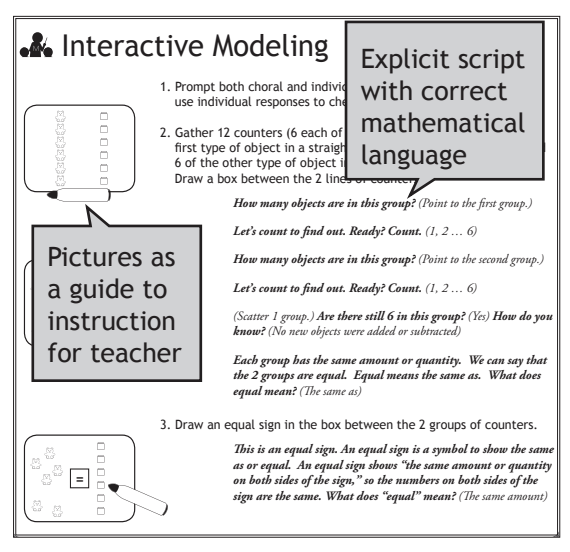 Interactive Modeling
Explicit script
with correct
mathematical
language
1. Prompt both choral and
use individual responses to
2. Gather 12 counters (6 each of
first type of object in a
6 of the other type of object
Draw a box between the 2 lines of
How many objects are in this group? (Point to the first group.)
Let's count to find out. Ready? Count. (1, 2 … 6)
How many objects are in this group? (Point to the second group.)
Let's count to find out. Ready? Count. (1, 2 … 6)
Pictures as
a guide to
instruction
for teacher
(Scatter 1 group.) Are there still 6 in this group? (Yes) How do you
know? (No new objects were added or subtracted)
Each group has the same amount or quantity. We can say that
the 2 groups are equal. Equal means the same as. What does
equal mean? (The same as)
3. Draw an equal sign in the box between the 2 groups of counters.
=
This is an equal sign. An equal sign is a symbol to show the same
as or equal. An equal sign shows "the same amount or quantity
on both sides of the sign," so the numbers on both sides of the
sign are the same. What does "equal" mean? (The same amount)